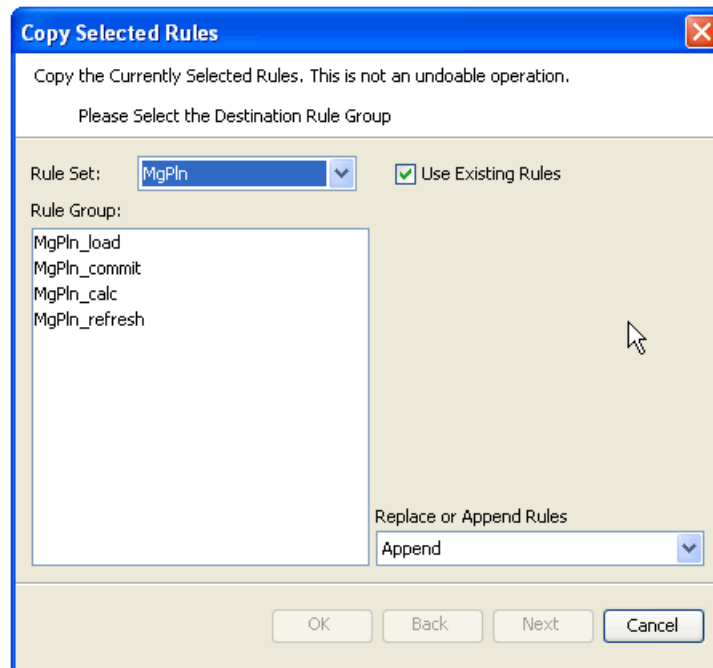 Copy Selected Rules
Copy the Currently Selected Rules. This is not an undoable operation.
Please Select the Destination Rule Group
Rule Set: MgPln Use Existing Rules
Rule Group:
MgPln_load
MgPln_commit
MgPln_calc
MgPln_refresh
Replace or Append Rules
Append
OK Back Next Cancel